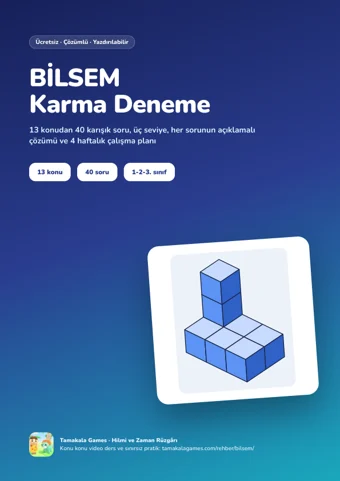 Ücretsiz · Çözümlü · Yazdırılabilir
BİLSEM
Karma Deneme
13 konudan 40 karışık soru, üç seviye, her sorunun açıklamalı
çözümü ve 4 haftalık çalışma planı
13 konu
40 soru
1-2-3. sınıf
Tamakala Games · Hilmi ve Zaman Rüzgârı
Konu konu video ders ve sınırsız pratik: tamakalagames.com/rehber/bilsem/